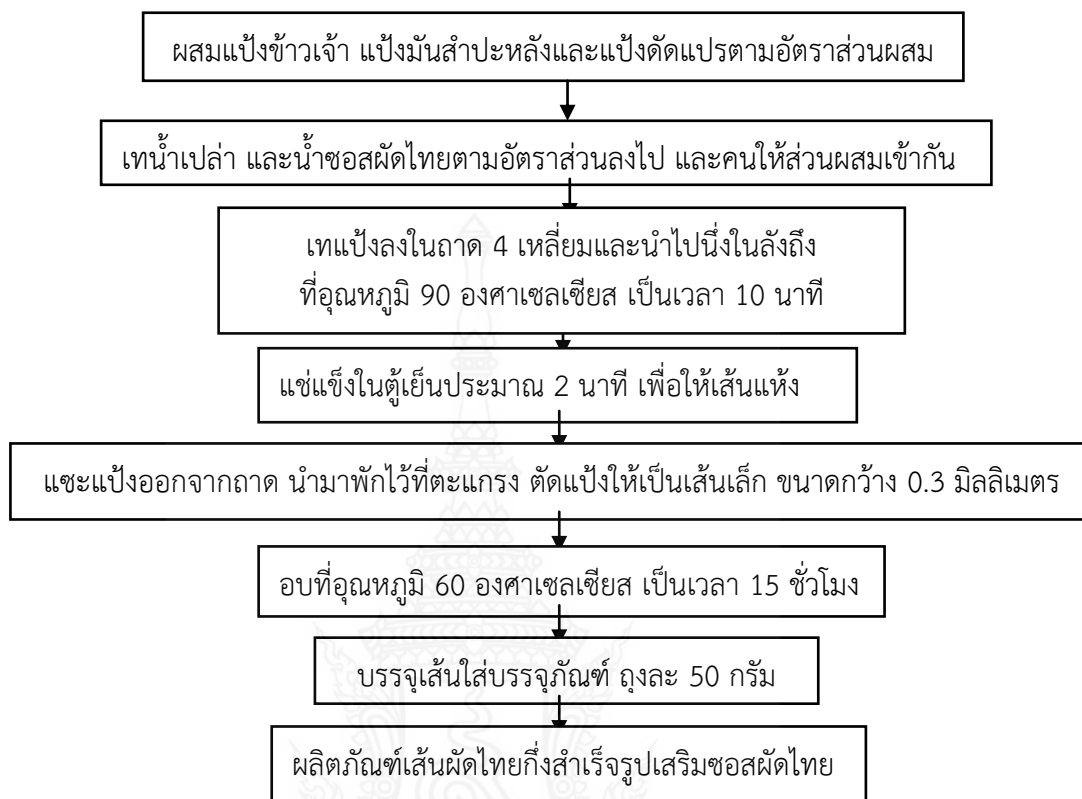 ผสมแป้งข้าวเจ้า แป้งมันสำปะหลังและแป้งดัดแปรตามอัตราส่วนผสม
เทน้ำเปล่า และน้ำซอสผัดไทยตามอัตราส่วนลงไป และคนให้ส่วนผสมเข้ากัน
เทแป้งลงในถาด 4 เหลี่ยมและนำไปนึ่งในลังถึง
ที่อุณหภูมิ 90 องศาเซลเซียส เป็นเวลา 10 นาที
แช่แข็งในตู้เย็นประมาณ 2 นาที เพื่อให้เส้นแห้ง
แซะแป้งออกจากถาด นำมาพักไว้ที่ตะแกรง ตัดแป้งให้เป็นเส้นเล็ก ขนาดกว้าง 0.3 มิลลิเมตร
อบที่อุณหภูมิ 60 องศาเซลเซียส เป็นเวลา 15 ชั่วโมง
บรรจุเส้นใส่บรรจุภัณฑ์ ถุงละ 50 กรัม
ผลิตภัณฑ์เส้นผัดไทยกึ่งสำเร็จรูปเสริมซอสผัดไทย